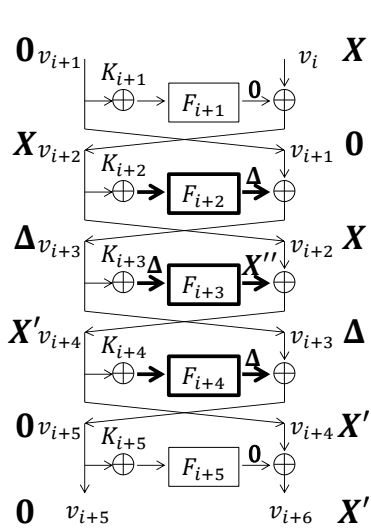 𝟎 v_{i+1} v_i X
K_{i+1}
F_{i+1} 0
X v_{i+2} v_{i+1} 0
K_{i+2} Δ
F_{i+2}
Δ v_{i+3} v_{i+2} X
K_{i+3} Δ X''
F_{i+3}
X' v_{i+4} v_{i+3} Δ
K_{i+4} Δ
F_{i+4}
0 v_{i+5} v_{i+4} X'
K_{i+5} 0
F_{i+5}
0 v_{i+5} v_{i+6} X'